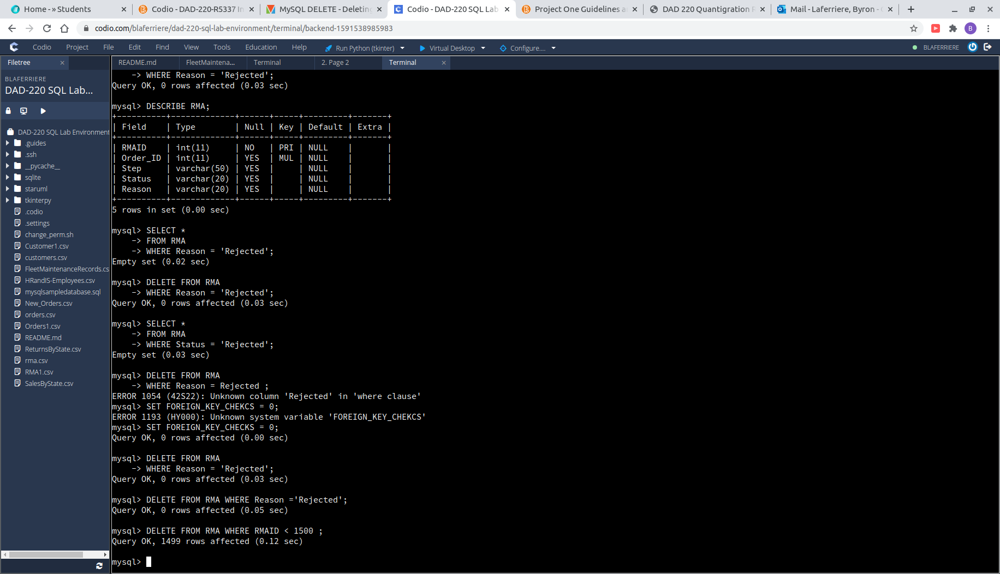 Home - » Students
Codio - DAD-220-R5337 In
MySQL DELETE - Deleting
Codio - DAD-220 SQL Lab
Project One Guidelines a
DAD 220 Quantigration R
Mail - Laferriere, Byron -
codio.com/blaferriere/dad-220-sql-lab-environment/terminal/backend-1591538985983
B
Codio Project File Edit Find View Tools Education Help Run Python (tkinter) Virtual Desktop Configure.... BLAFERRIERE
Filetree
README.md FleetMaintena... Terminal 2. Page 2 Terminal
BLAFERRIERE
DAD-220 SQL Lab...
DAD-220 SQL Lab Environment
.guides
.ssh
__pycache__
sqlite
staruml
tkinterpy
.codio
.settings
change_perm.sh
Customer1.csv
customers.csv
FleetMaintenanceRecords.cs
HRandIS-Employees.csv
mysqlsampledatabase.sql
New_Orders.csv
orders.csv
Orders1.csv
README.md
ReturnsByState.csv
rma.csv
RMA1.csv
SalesByState.csv
    -> WHERE Reason = 'Rejected';
Query OK, 0 rows affected (0.03 sec)
mysql> DESCRIBE RMA;
+----------+-------------+------+-----+---------+-------+
| Field    | Type        | Null | Key | Default | Extra |
+----------+-------------+------+-----+---------+-------+
| RMAID    | int(11)     | NO   | PRI | NULL    |       |
| Order_ID | int(11)     | YES  | MUL | NULL    |       |
| Step     | varchar(50) | YES  |     | NULL    |       |
| Status   | varchar(20) | YES  |     | NULL    |       |
| Reason   | varchar(20) | YES  |     | NULL    |       |
+----------+-------------+------+-----+---------+-------+
5 rows in set (0.00 sec)
mysql> SELECT *
    -> FROM RMA
    -> WHERE Reason = 'Rejected';
Empty set (0.02 sec)
mysql> DELETE FROM RMA
    -> WHERE Reason = 'Rejected';
Query OK, 0 rows affected (0.03 sec)
mysql> SELECT *
    -> FROM RMA
    -> WHERE Status = 'Rejected';
Empty set (0.03 sec)
mysql> DELETE FROM RMA
    -> WHERE Reason = Rejected ;
ERROR 1054 (42S22): Unknown column 'Rejected' in 'where clause'
mysql> SET FOREIGN_KEY_CHEKCS = 0;
ERROR 1193 (HY000): Unknown system variable 'FOREIGN_KEY_CHEKCS'
mysql> SET FOREIGN_KEY_CHECKS = 0;
Query OK, 0 rows affected (0.00 sec)
mysql> DELETE FROM RMA
    -> WHERE Reason = 'Rejected';
Query OK, 0 rows affected (0.03 sec)
mysql> DELETE FROM RMA WHERE Reason ='Rejected';
Query OK, 0 rows affected (0.05 sec)
mysql> DELETE FROM RMA WHERE RMAID < 1500 ;
Query OK, 1499 rows affected (0.12 sec)
mysql>